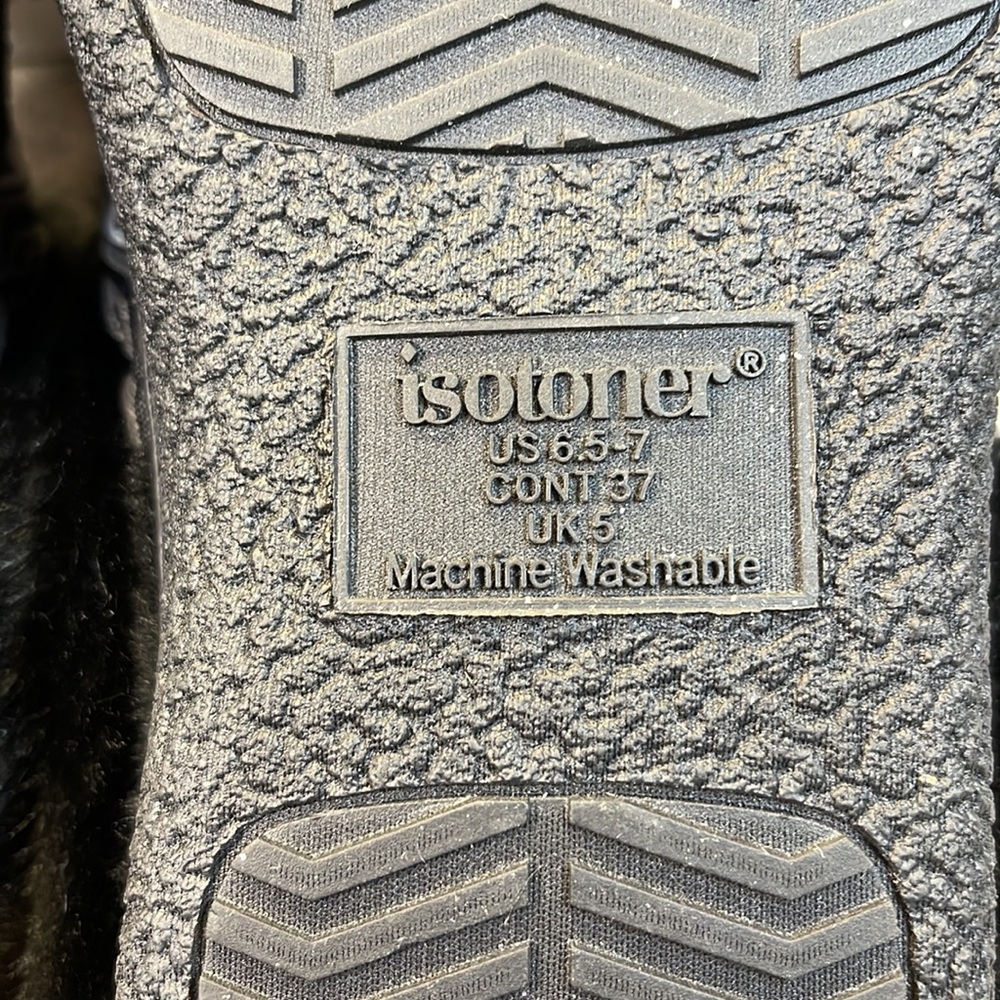 isotoner®
US 6.5-7
CONT 37
UK 5
Machine Washable